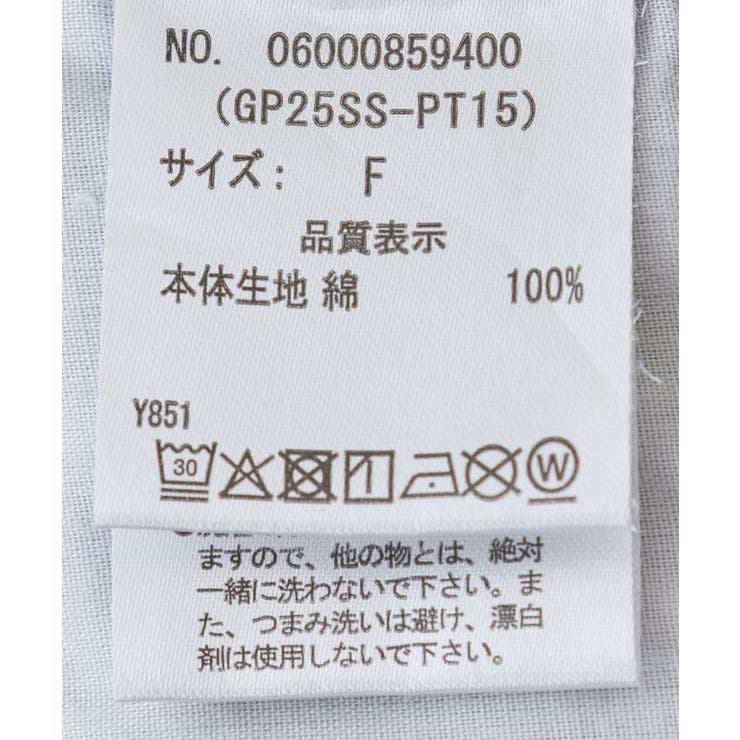 NO. 06000859400
(GP25SS-PT15)
サイズ: F
品質表示
本体生地 綿 100%
Y851
30 W
ますので、他の物とは、絶対
一緒に洗わないで下さい。ま
た、つまみ洗いは避け、漂白
剤は使用しないで下さい。